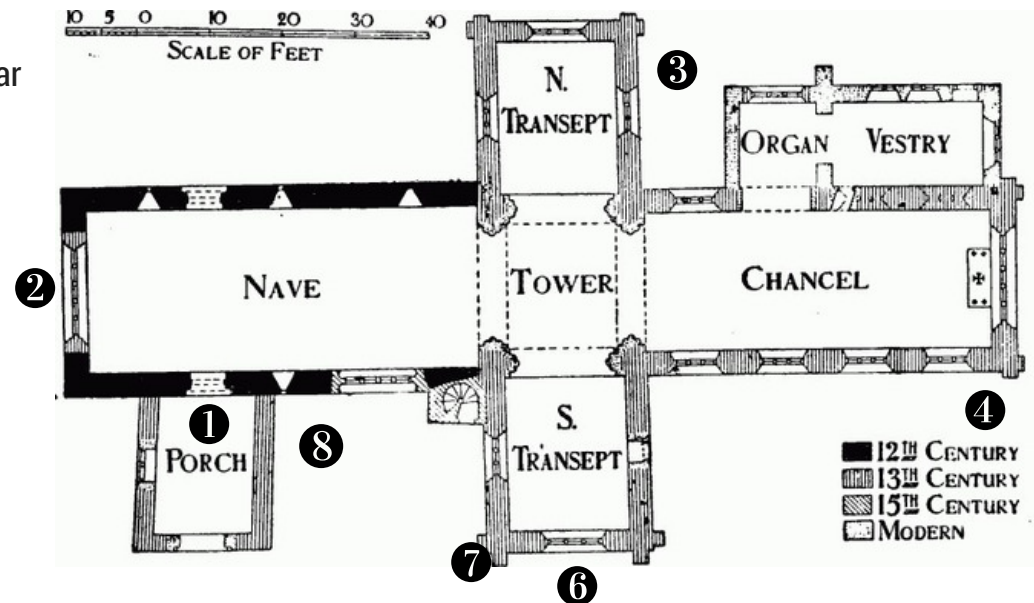 10 5 0 10 20 30 40
SCALE OF FEET
ar
3
N.
TRANSEPT
ORGAN VESTRY
2
NAVE
TOWER
CHANCEL
1
PORCH
8
S.
TRANSEPT
4
12TH CENTURY
13TH CENTURY
15TH CENTURY
MODERN
7
6